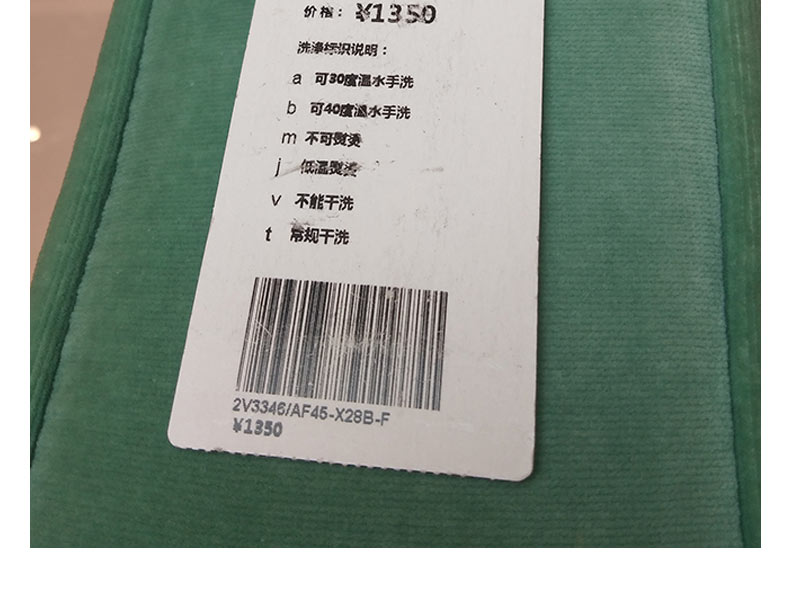 价格：¥1350
洗涤标识说明：
a 可30度温水手洗
b 可40度温水手洗
m 不可熨烫
j 低温熨烫
v 不能干洗
t 常规干洗
2V3346/AF45-X28B-F
¥1350